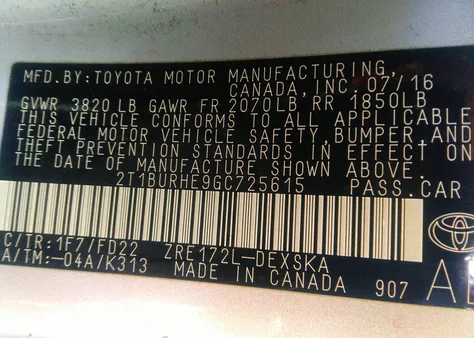 MFD.BY:TOYOTA MOTOR MANUFACTURING,
CANADA,INC. 07/16
GVWR 3820LB GAWR FR 2070LB RR 1850LB
THIS VEHICLE CONFORMS TO ALL APPLICABLE
FEDERAL MOTOR VEHICLE SAFETY,BUMPER,AND
THEFT PREVENTION STANDARDS IN EFFECT ON
THE DATE OF MANUFACTURE SHOWN ABOVE.
2T1BURHE9GC725615 PASS.CAR
C/TR:1F7/FD22 ZRE172L-DEXSKA
A/TM:-04A/K313 MADE IN CANADA 907